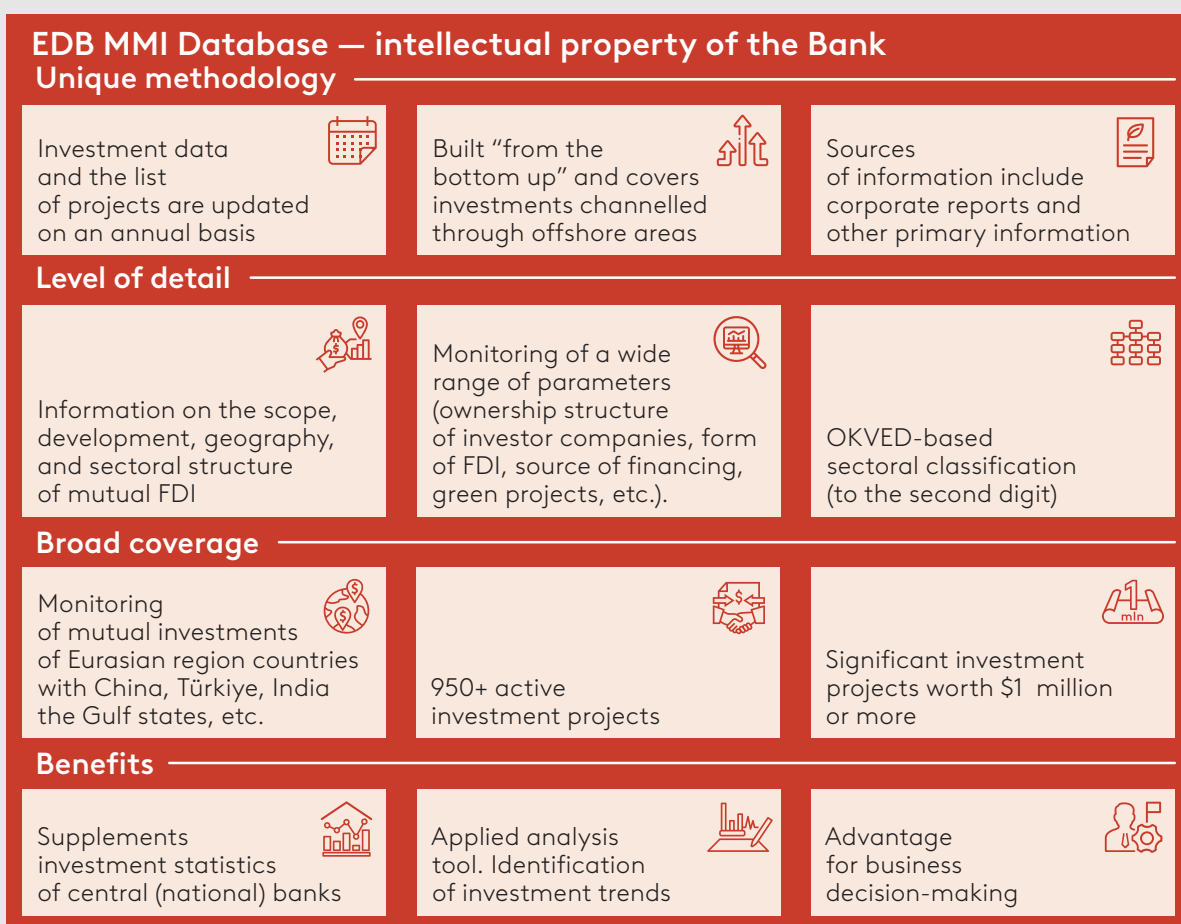 EDB MMI Database — intellectual property of the Bank
Unique methodology
Investment data
and the list
of projects are updated
on an annual basis
Built “from the
bottom up” and covers
investments channelled
through offshore areas
Sources
of information include
corporate reports and
other primary information
Level of detail
Information on the scope,
development, geography,
and sectoral structure
of mutual FDI
Monitoring of a wide
range of parameters
(ownership structure
of investor companies, form
of FDI, source of financing,
green projects, etc.).
OKVED-based
sectoral classification
(to the second digit)
Broad coverage
Monitoring
of mutual investments
of Eurasian region countries
with China, Türkiye, India
the Gulf states, etc.
950+ active
investment projects
1
mln
Significant investment
projects worth $1 million
or more
Benefits
Supplements
investment statistics
of central (national) banks
Applied analysis
tool. Identification
of investment trends
Advantage
for business
decision-making